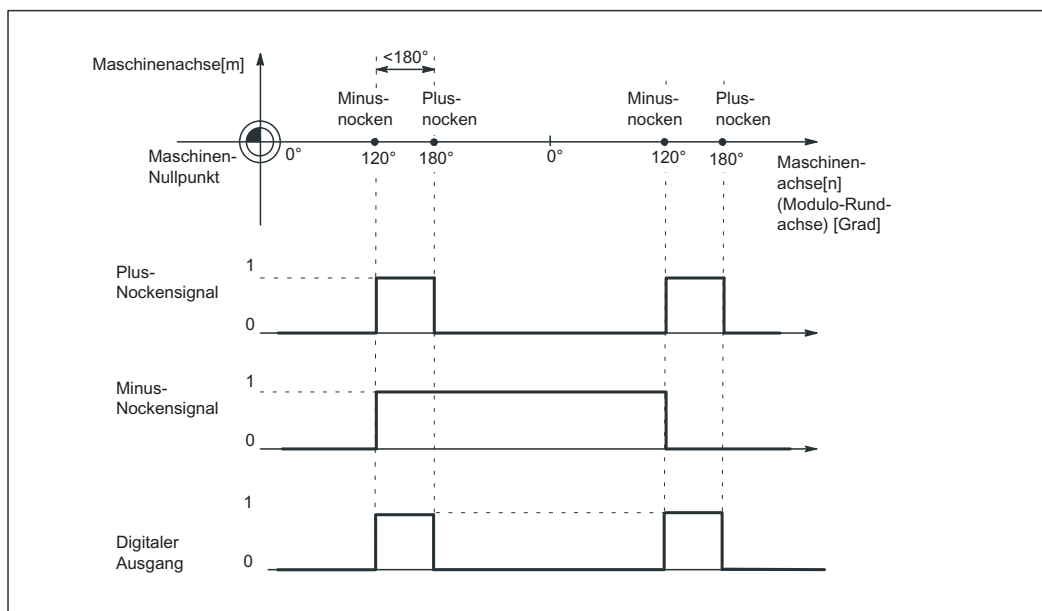 <180°
Maschinenachse[m]
Minus-
nocken
Plus-
nocken
Minus-
nocken
Plus-
nocken
0°
120°
180°
0°
120°
180°
Maschinen-
Nullpunkt
Maschinen-
achse[n]
(Modulo-Rund-
achse) [Grad]
Plus-
Nockensignal
1
0
Minus-
Nockensignal
1
0
Digitaler
Ausgang
1
0